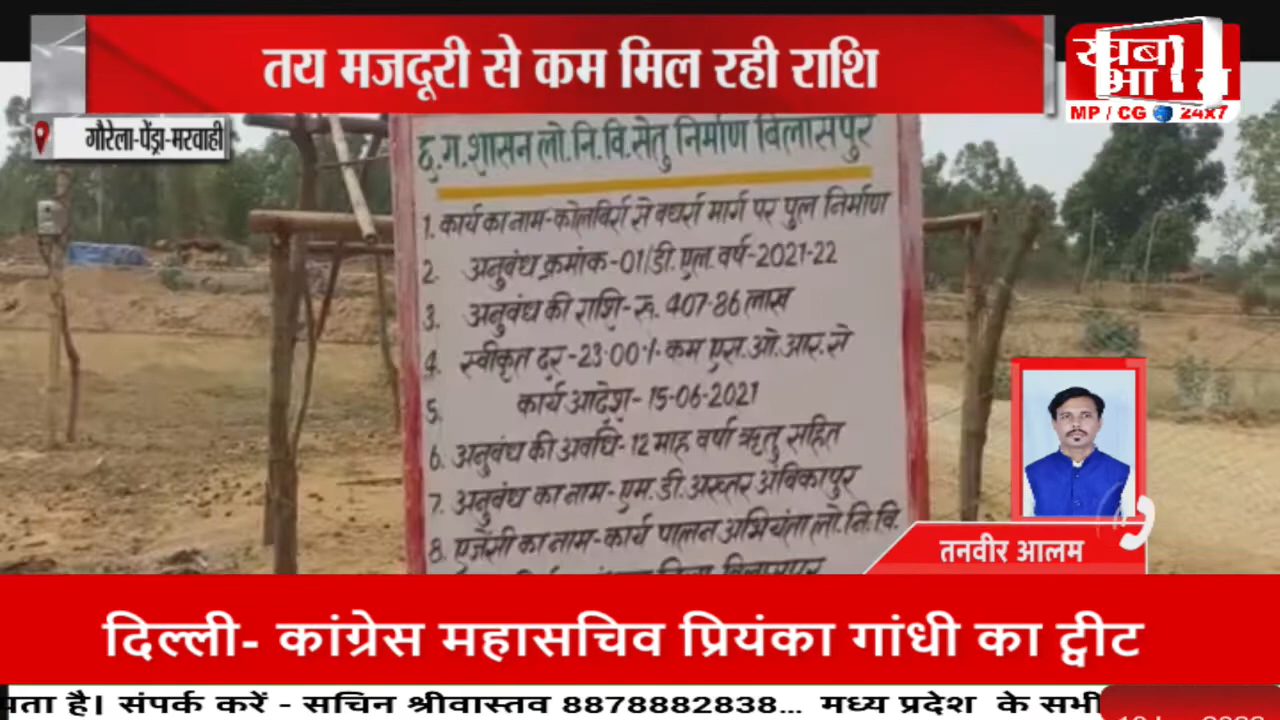 तय मजदूरी से कम मिल रही राशि
MP / CG 24x7
गौरेला-पेंड्रा-मरवाही
छ.ग.शासन लो.नि.वि.सेतु निर्माण बिलासपुर
1. कार्य का नाम-कोलबिर्रा से बघर्रा मार्ग पर पुल निर्माण
2. अनुबंध क्रमांक-01/डी.एल.वर्ष-2021-22
3. अनुबंध की राशि-रु. 407.86 लाख
4. स्वीकृत दर-23.00% कम एस.ओ.आर.से
5. कार्य आदेश-15-06-2021
6. अनुबंध की अवधि-12 माह वर्षा ऋतु सहित
7. अनुबंध का नाम-एम.डी.अख्तर अंबिकापुर
8. एजेंसी का नाम-कार्य पालन अभियंता लो.नि.वि.
तनवीर आलम
दिल्ली- कांग्रेस महासचिव प्रियंका गांधी का ट्वीट
है। संपर्क करें - सचिन श्रीवास्तव 8878882838... मध्य प्रदेश के सभी